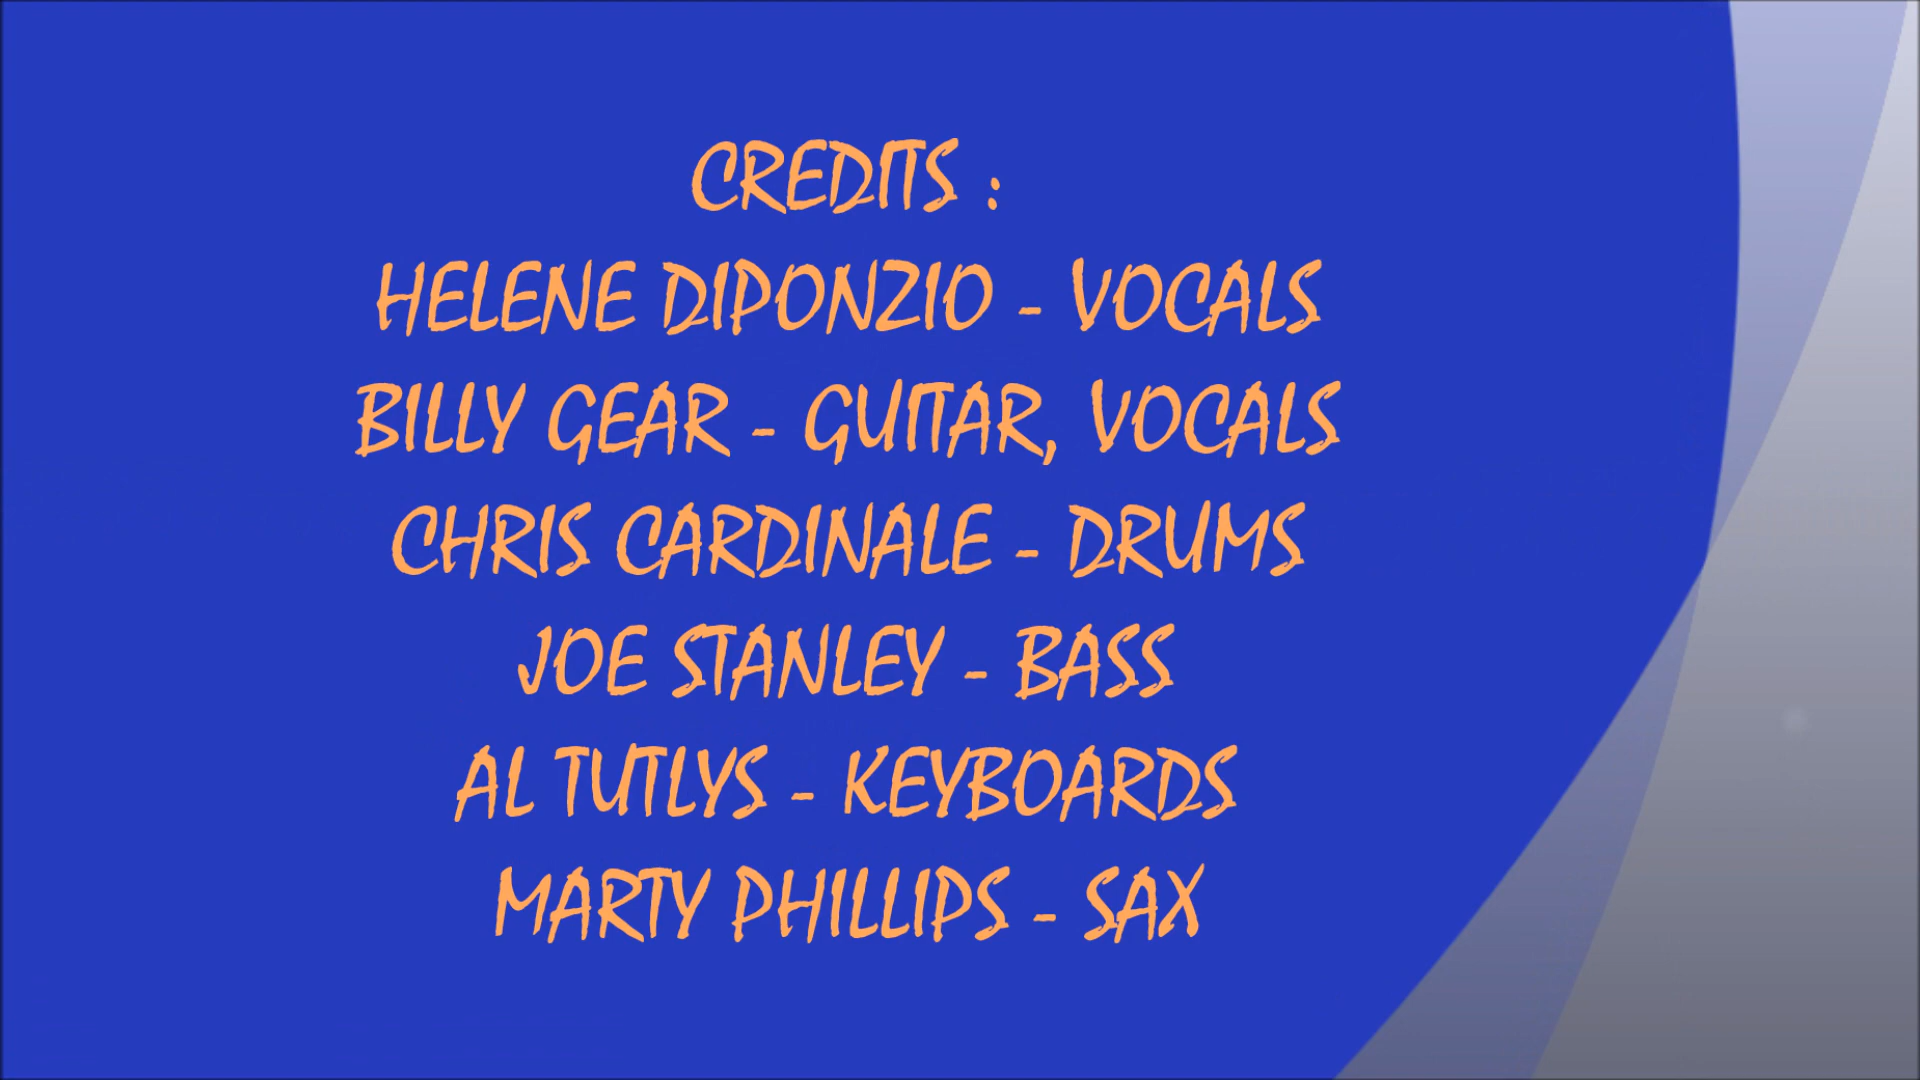 CREDITS :
HELENE DIPONZIO - VOCALS
BILLY GEAR - GUITAR, VOCALS
CHRIS CARDINALE - DRUMS
JOE STANLEY - BASS
AL TUTLYS - KEYBOARDS
MARTY PHILLIPS - SAX